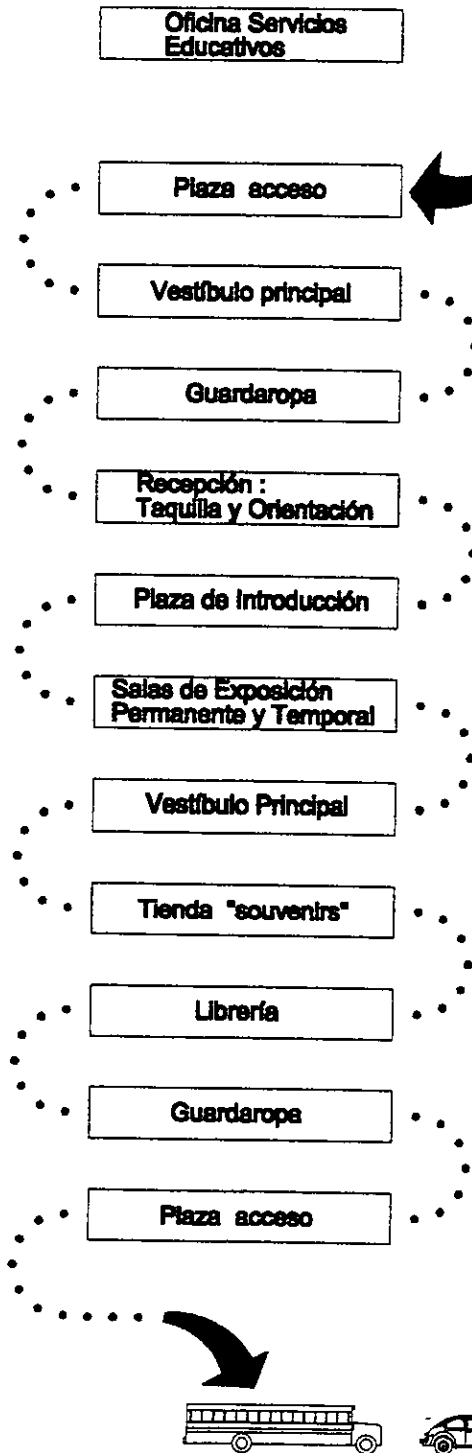 Oficina Servicios
Educativos
Plaza acceso
Vestíbulo principal
Guardaropa
Recepción :
Taquilla y Orientación
Plaza de Introducción
Salas de Exposición
Permanente y Temporal
Vestíbulo Principal
Tienda "souvenirs"
Librería
Guardaropa
Plaza acceso